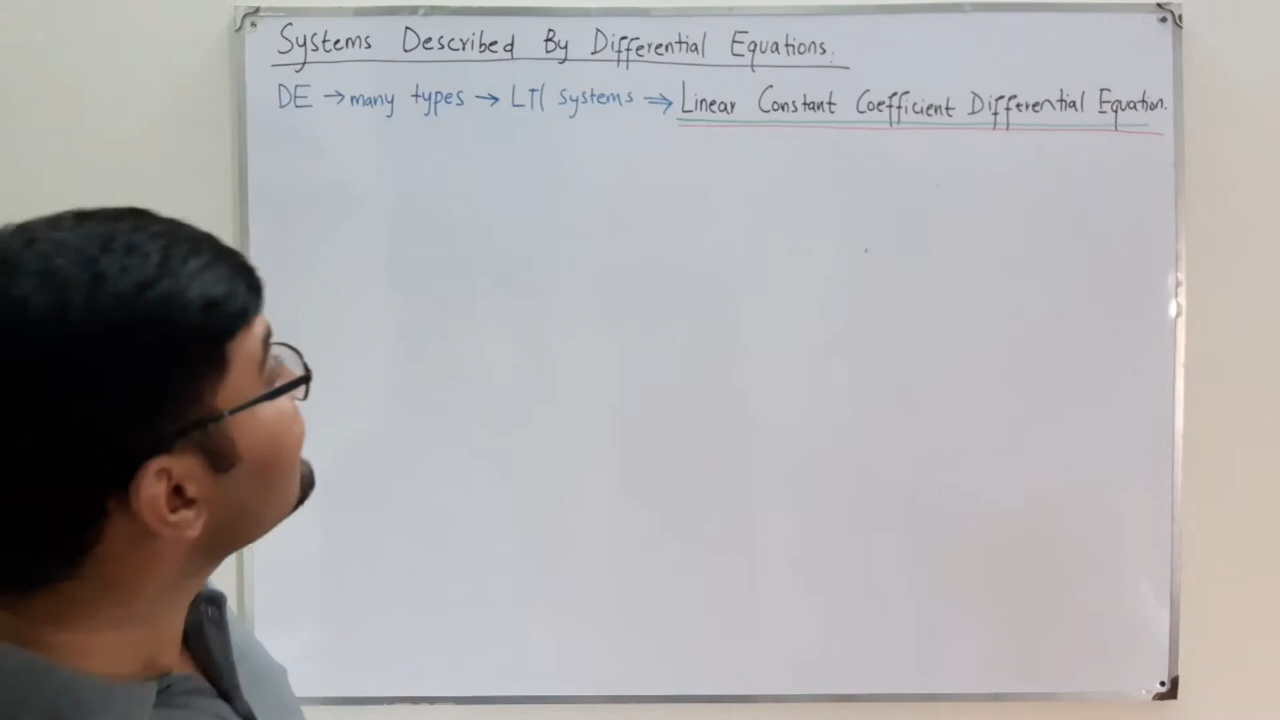 Systems Described By Differential Equations.
DE → many types → LTI systems ⇒ Linear Constant Coefficient Differential Equation.